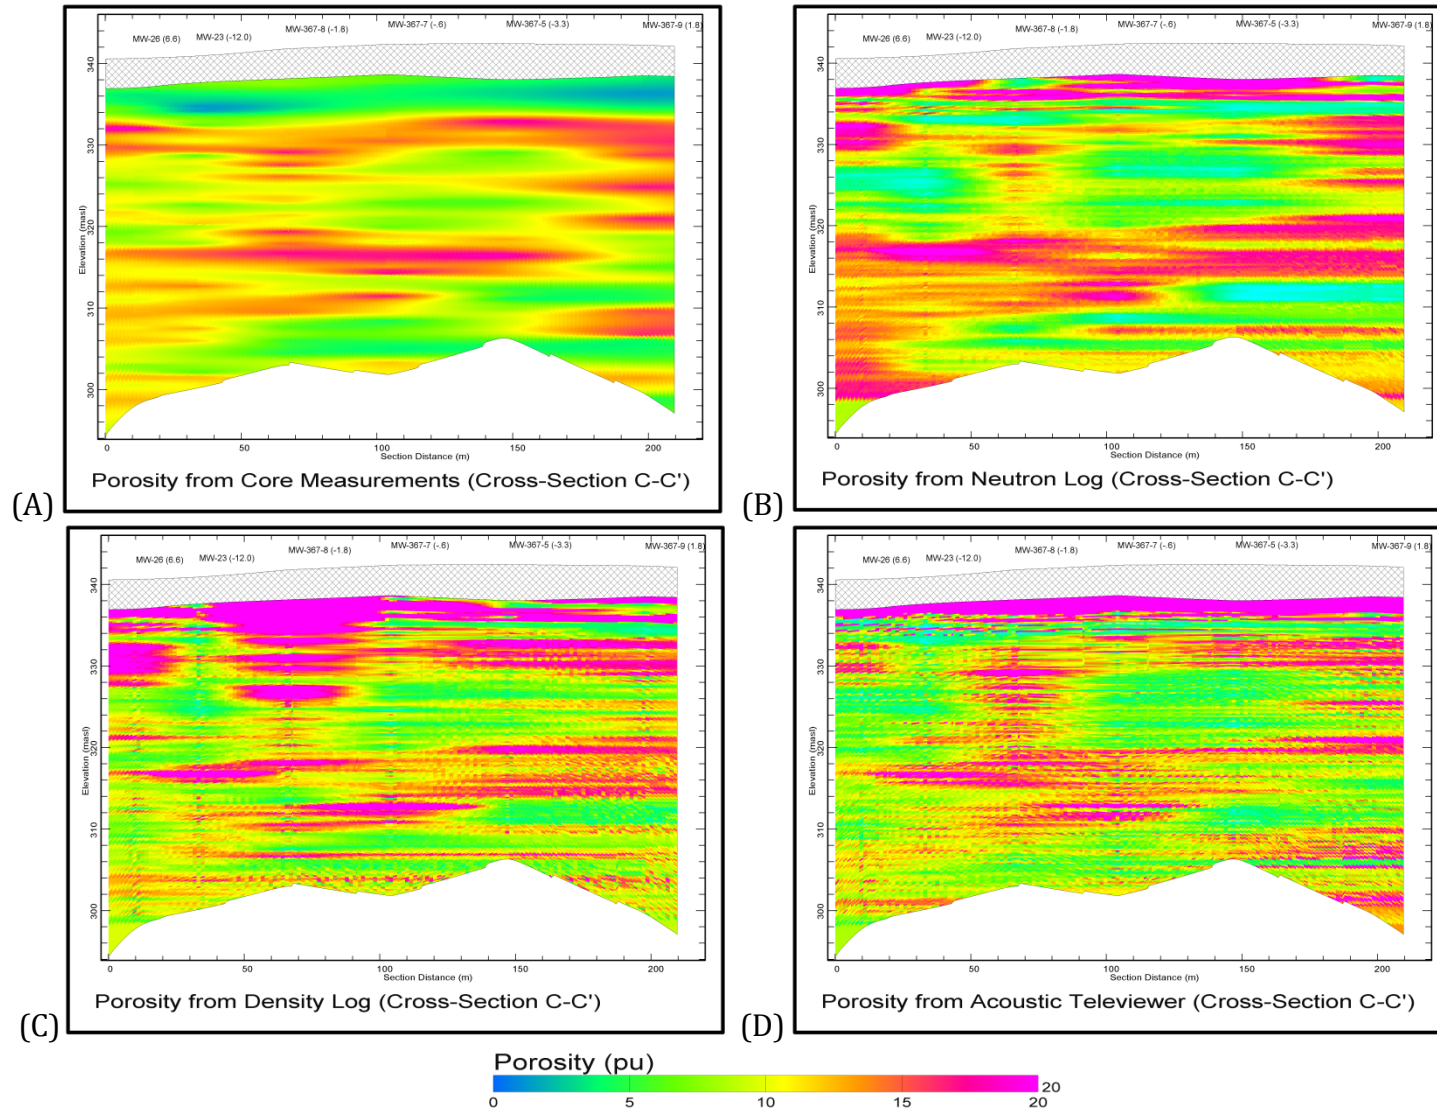 MW-26 (6.6) MW-23 (-12.0) MW-367-8 (-1.8) MW-367-7 (-.6) MW-367-5 (-3.3) MW-367-9 (1.8)
340
330
320
310
300
Elevation (masl)
0 50 100 150 200
Section Distance (m)
Porosity from Core Measurements (Cross-Section C-C')
(A)
MW-26 (6.6) MW-23 (-12.0) MW-367-8 (-1.8) MW-367-7 (-.6) MW-367-5 (-3.3) MW-367-9 (1.8)
340
330
320
310
300
Elevation (masl)
0 50 100 150 200
Section Distance (m)
Porosity from Neutron Log (Cross-Section C-C')
(B)
MW-26 (6.6) MW-23 (-12.0) MW-367-8 (-1.8) MW-367-7 (-.6) MW-367-5 (-3.3) MW-367-9 (1.8)
340
330
320
310
300
Elevation (masl)
0 50 100 150 200
Section Distance (m)
Porosity from Density Log (Cross-Section C-C')
(C)
MW-26 (6.6) MW-23 (-12.0) MW-367-8 (-1.8) MW-367-7 (-.6) MW-367-5 (-3.3) MW-367-9 (1.8)
340
330
320
310
300
Elevation (masl)
0 50 100 150 200
Section Distance (m)
Porosity from Acoustic Televiewer (Cross-Section C-C')
(D)
Porosity (pu)
20
0 5 10 15 20